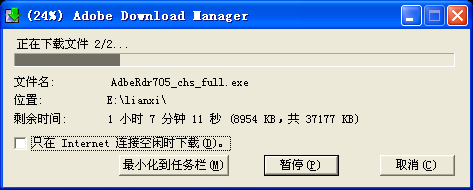 (24%) Adobe Download Manager
正在下载文件 2/2...
文件名: AdbeRdr705_chs_full.exe
位置: E:\lianxi\
剩余时间: 1 小时 7 分钟 11 秒 (8954 KB，共 37177 KB)
只在 Internet 连接空闲时下载(D)。
最小化到任务栏(M) 暂停(P) 取消(C)